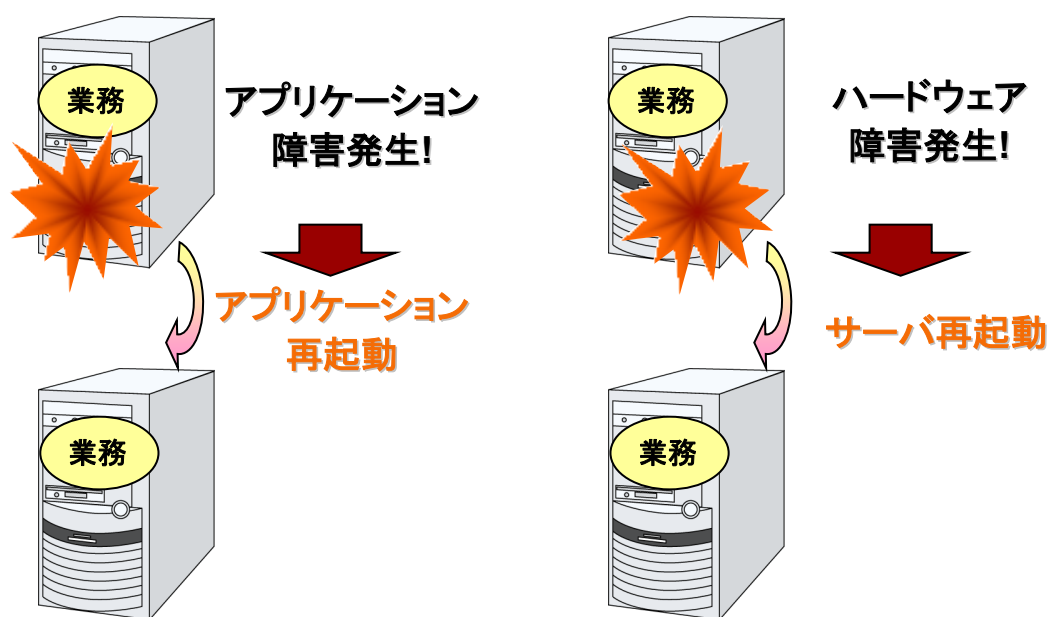 業務
アプリケーション
障害発生!
アプリケーション
再起動
業務
業務
ハードウェア
障害発生!
サーバ再起動
業務